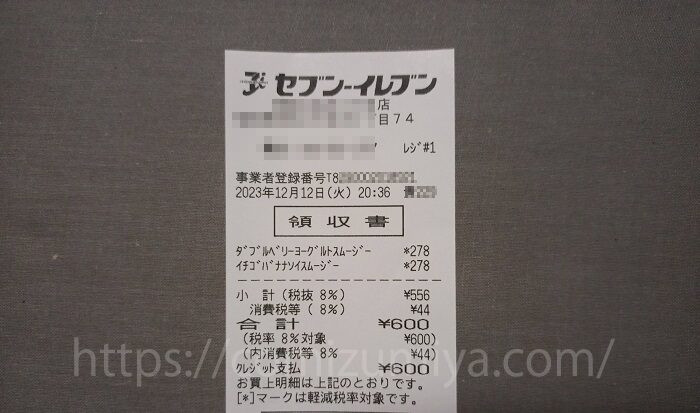 セブン-イレブン
店
目74
レジ#1
事業者登録番号T8
2023年12月12日(火) 20:36 責
領収書
ﾀﾞﾌﾞﾙﾍﾞﾘｰﾖｰｸﾞﾙﾄｽﾑｰｼﾞｰ *278
ｲﾁｺﾞﾊﾞﾅﾅｿｲｽﾑｰｼﾞｰ *278
小 計(税抜 8%) ¥556
消費税等( 8%) ¥44
合計 ¥600
(税率 8%対象 ¥600)
(内消費税等 8% ¥44)
ｸﾚｼﾞｯﾄ支払 ¥600
お買上明細は上記のとおりです。
[*]マークは軽減税率対象です。